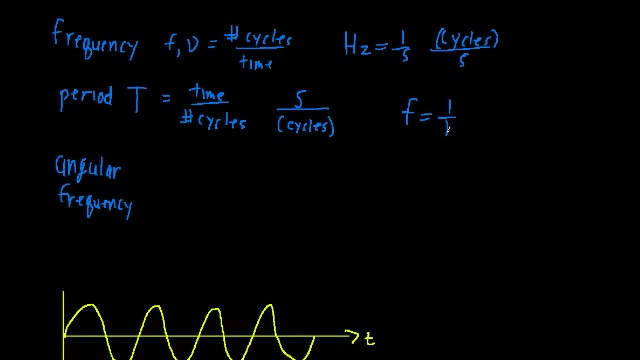 frequency f, ν = # cycles / time Hz = 1/s (cycles)/s
period T = time / # cycles s / (cycles) f = 1/
angular
frequency
t